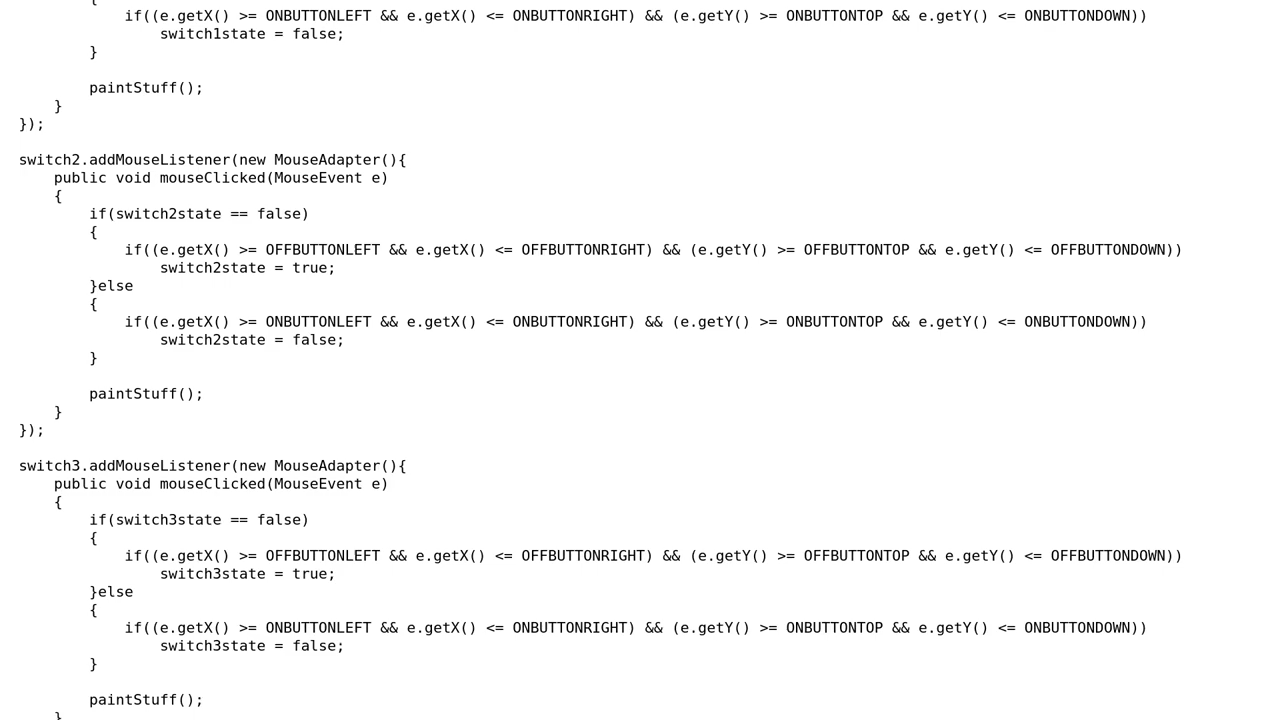 {
if((e.getX() >= ONBUTTONLEFT && e.getX() <= ONBUTTONRIGHT) && (e.getY() >= ONBUTTONTOP && e.getY() <= ONBUTTONDOWN))
switch1state = false;
}
paintStuff();
}
});
switch2.addMouseListener(new MouseAdapter(){
public void mouseClicked(MouseEvent e)
{
if(switch2state == false)
{
if((e.getX() >= OFFBUTTONLEFT && e.getX() <= OFFBUTTONRIGHT) && (e.getY() >= OFFBUTTONTOP && e.getY() <= OFFBUTTONDOWN))
switch2state = true;
}else
{
if((e.getX() >= ONBUTTONLEFT && e.getX() <= ONBUTTONRIGHT) && (e.getY() >= ONBUTTONTOP && e.getY() <= ONBUTTONDOWN))
switch2state = false;
}
paintStuff();
}
});
switch3.addMouseListener(new MouseAdapter(){
public void mouseClicked(MouseEvent e)
{
if(switch3state == false)
{
if((e.getX() >= OFFBUTTONLEFT && e.getX() <= OFFBUTTONRIGHT) && (e.getY() >= OFFBUTTONTOP && e.getY() <= OFFBUTTONDOWN))
switch3state = true;
}else
{
if((e.getX() >= ONBUTTONLEFT && e.getX() <= ONBUTTONRIGHT) && (e.getY() >= ONBUTTONTOP && e.getY() <= ONBUTTONDOWN))
switch3state = false;
}
paintStuff();
}